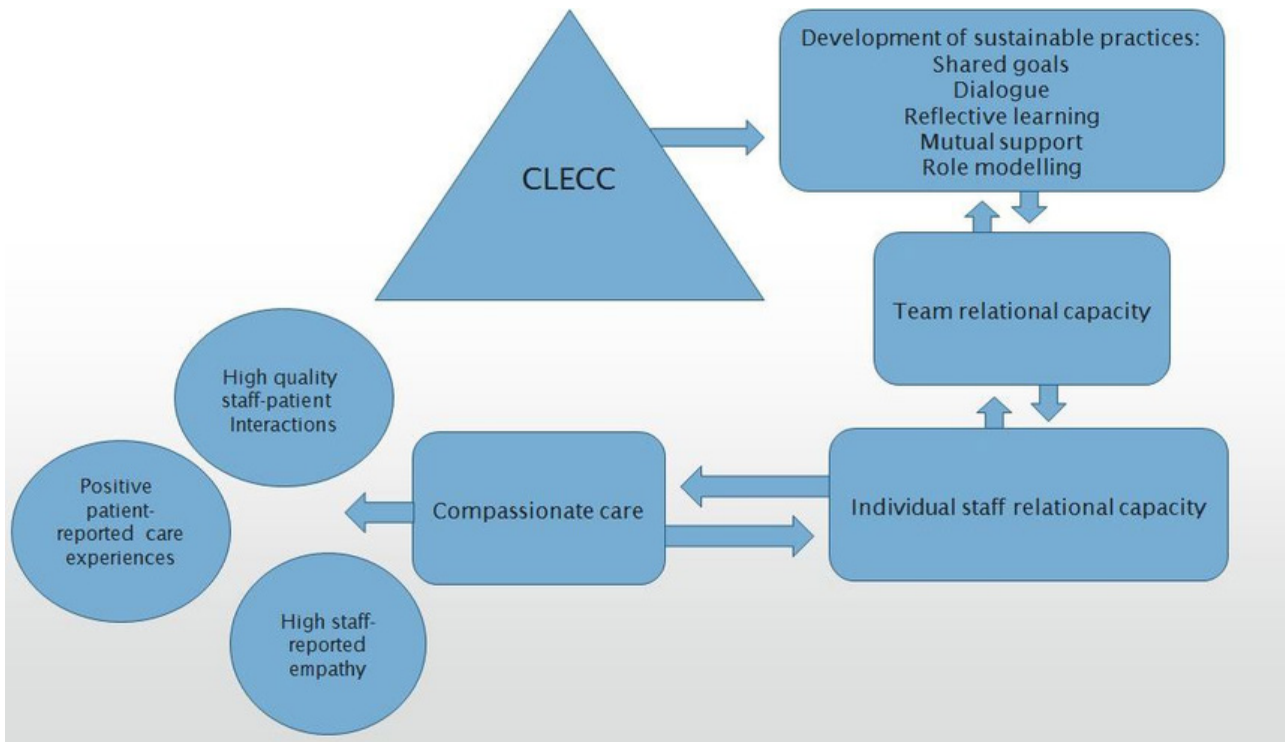 Development of sustainable practices:
Shared goals
Dialogue
Reflective learning
Mutual support
Role modelling
CLECC
Team relational capacity
Individual staff relational capacity
Compassionate care
High quality
staff-patient
Interactions
Positive
patient-
reported care
experiences
High staff-
reported
empathy